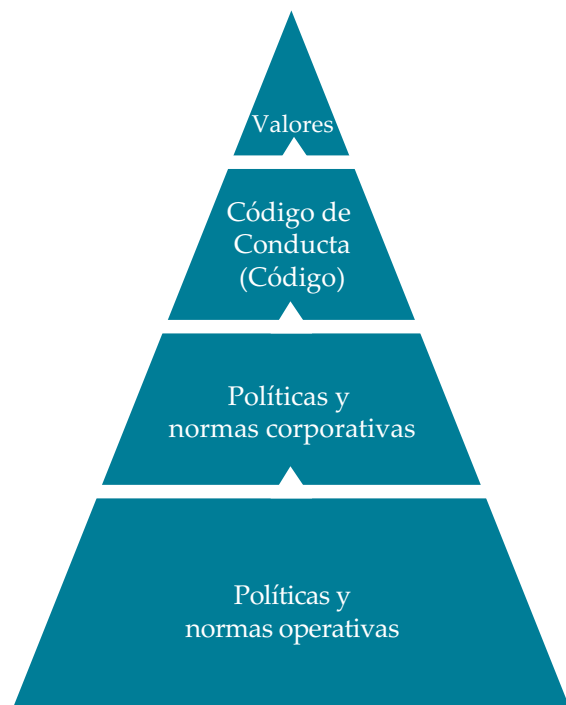 Valores
Código de
Conducta
(Código)
Políticas y
normas corporativas
Políticas y
normas operativas